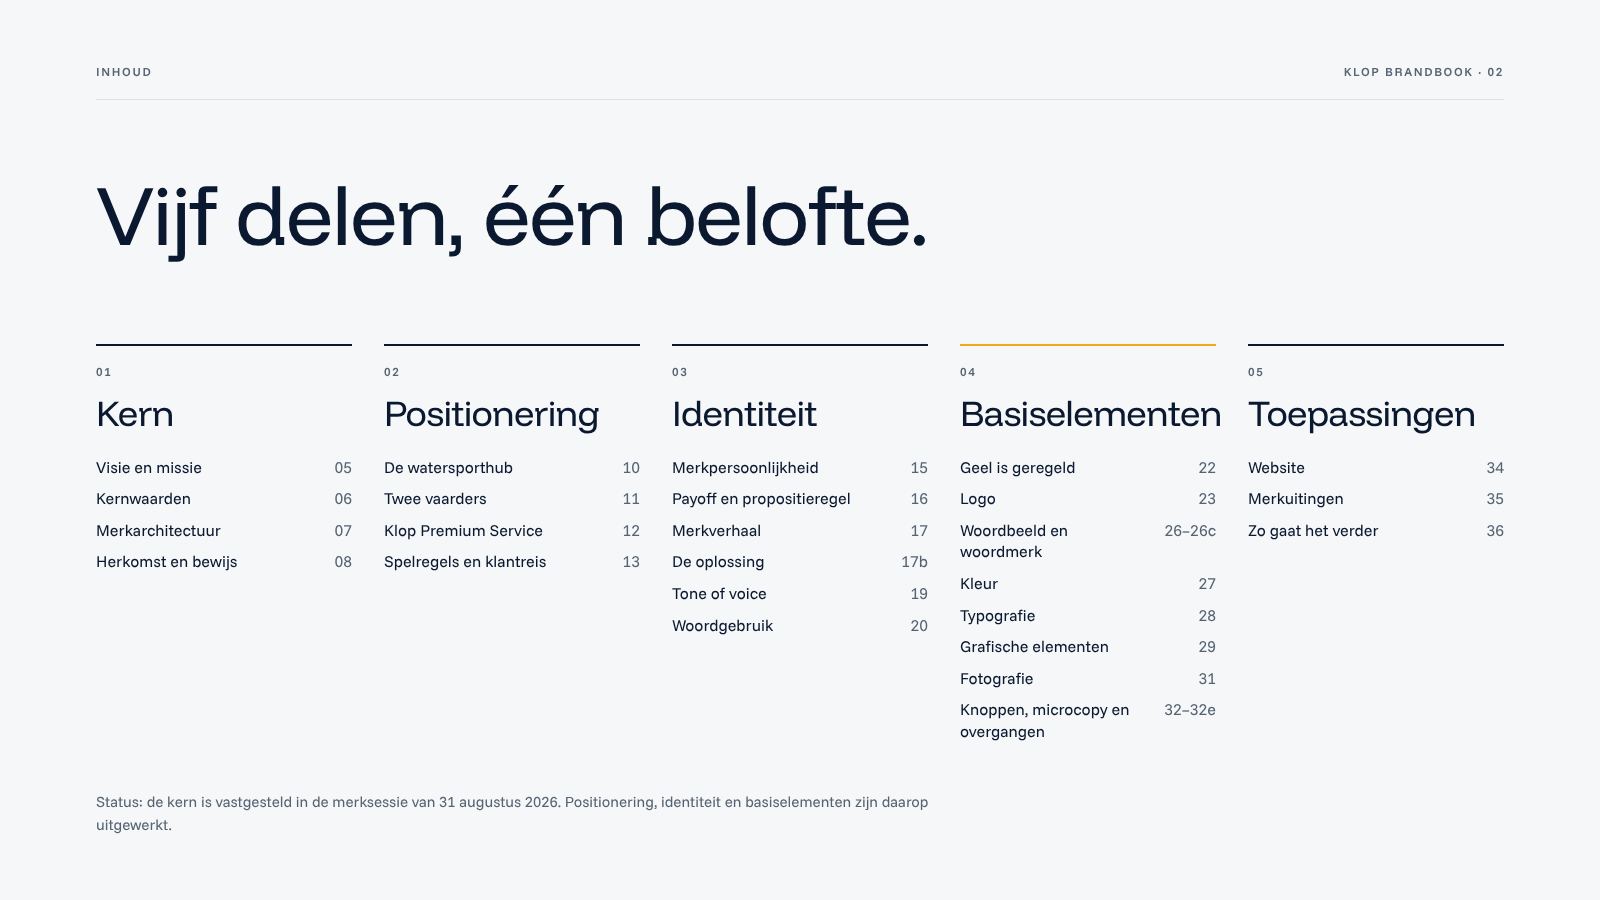 INHOUD
KLOP BRANDBOOK · 02
Vijf delen, één belofte.
01
Kern
Visie en missie 05
Kernwaarden 06
Merkarchitectuur 07
Herkomst en bewijs 08
02
Positionering
De watersporthub 10
Twee vaarders 11
Klop Premium Service 12
Spelregels en klantreis 13
03
Identiteit
Merkpersoonlijkheid 15
Payoff en propositieregel 16
Merkverhaal 17
De oplossing 17b
Tone of voice 19
Woordgebruik 20
04
Basiselementen
Geel is geregeld 22
Logo 23
Woordbeeld en 26–26c
woordmerk
Kleur 27
Typografie 28
Grafische elementen 29
Fotografie 31
Knoppen, microcopy en 32–32e
overgangen
05
Toepassingen
Website 34
Merkuitingen 35
Zo gaat het verder 36
Status: de kern is vastgesteld in de merksessie van 31 augustus 2026. Positionering, identiteit en basiselementen zijn daarop
uitgewerkt.